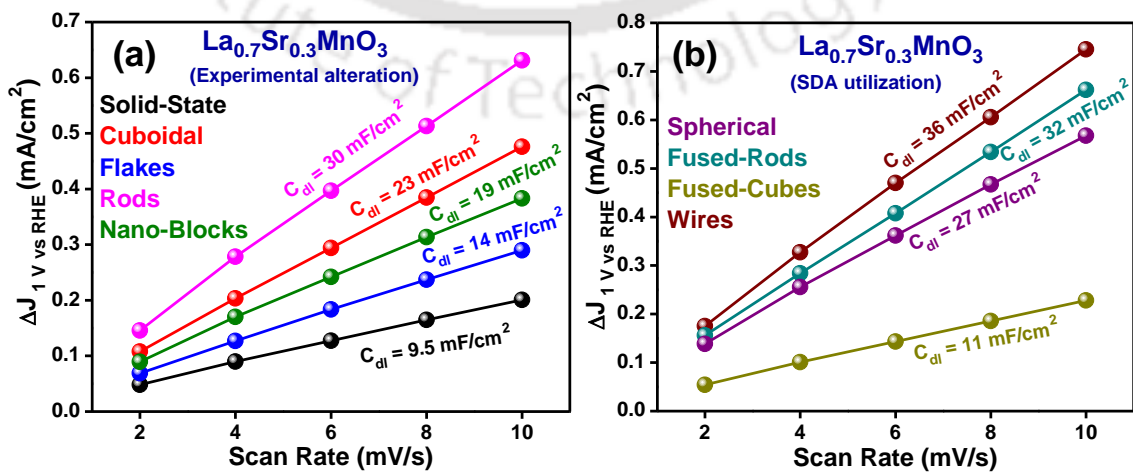 ute of Technology
(a)
La0.7Sr0.3MnO3
(Experimental alteration)
Solid-State
Cuboidal
Flakes
Rods
Nano-Blocks
Cdl = 30 mF/cm2
Cdl = 23 mF/cm2
Cdl = 19 mF/cm2
Cdl = 14 mF/cm2
Cdl = 9.5 mF/cm2
ΔJ1 V vs RHE (mA/cm2)
0.7
0.6
0.5
0.4
0.3
0.2
0.1
0.0
2 4 6 8 10
Scan Rate (mV/s)
(b)
La0.7Sr0.3MnO3
(SDA utilization)
Spherical
Fused-Rods
Fused-Cubes
Wires
Cdl = 36 mF/cm2
Cdl = 32 mF/cm2
Cdl = 27 mF/cm2
Cdl = 11 mF/cm2
ΔJ1 V vs RHE (mA/cm2)
0.8
0.7
0.6
0.5
0.4
0.3
0.2
0.1
0.0
2 4 6 8 10
Scan Rate (mV/s)